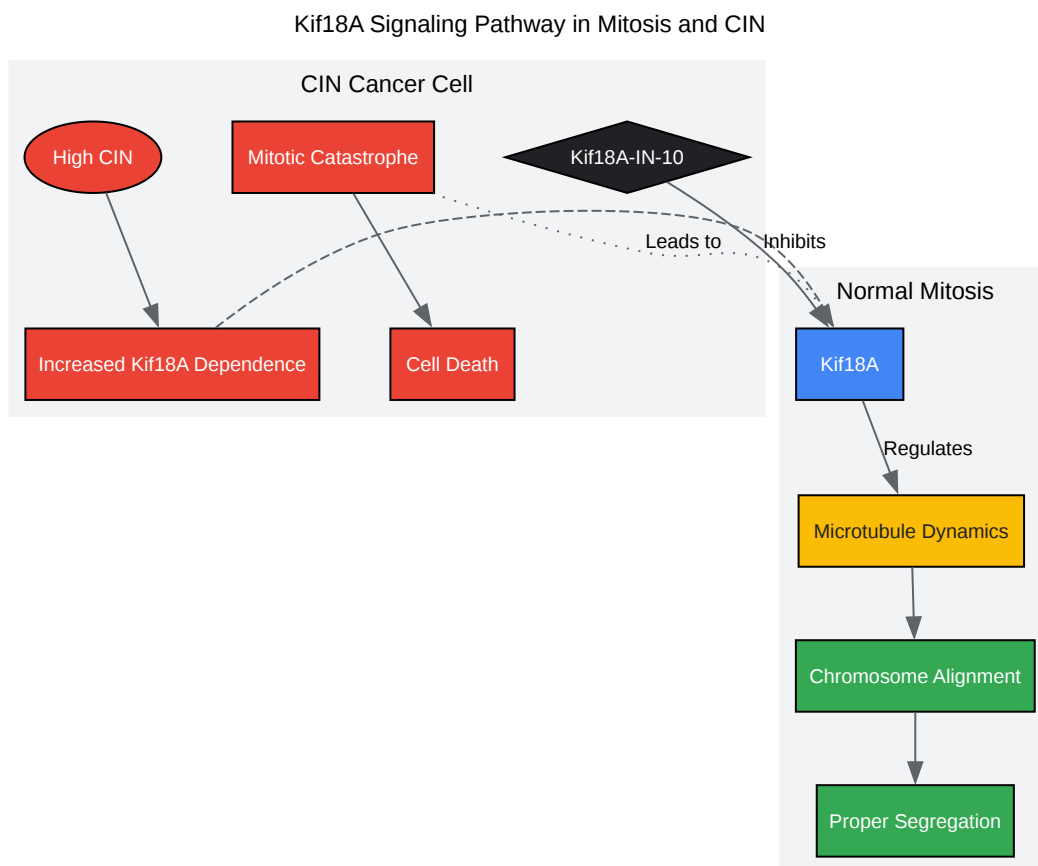 Kif18A Signaling Pathway in Mitosis and CIN
CIN Cancer Cell
High CIN
Mitotic Catastrophe
Kif18A-IN-10
Leads to
Inhibits
Normal Mitosis
Increased Kif18A Dependence
Cell Death
Kif18A
Regulates
Microtubule Dynamics
Chromosome Alignment
Proper Segregation